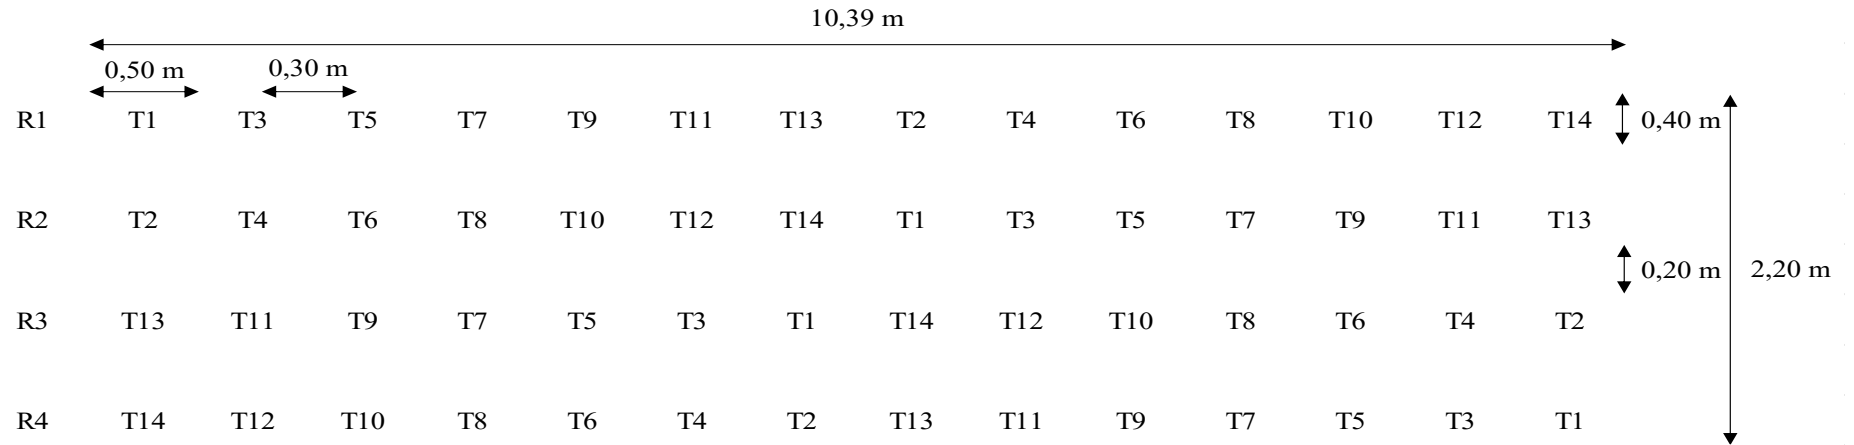 10,39 m
0,50 m 0,30 m
R1 T1 T3 T5 T7 T9 T11 T13 T2 T4 T6 T8 T10 T12 T14 0,40 m
R2 T2 T4 T6 T8 T10 T12 T14 T1 T3 T5 T7 T9 T11 T13
0,20 m 2,20 m
R3 T13 T11 T9 T7 T5 T3 T1 T14 T12 T10 T8 T6 T4 T2
R4 T14 T12 T10 T8 T6 T4 T2 T13 T11 T9 T7 T5 T3 T1